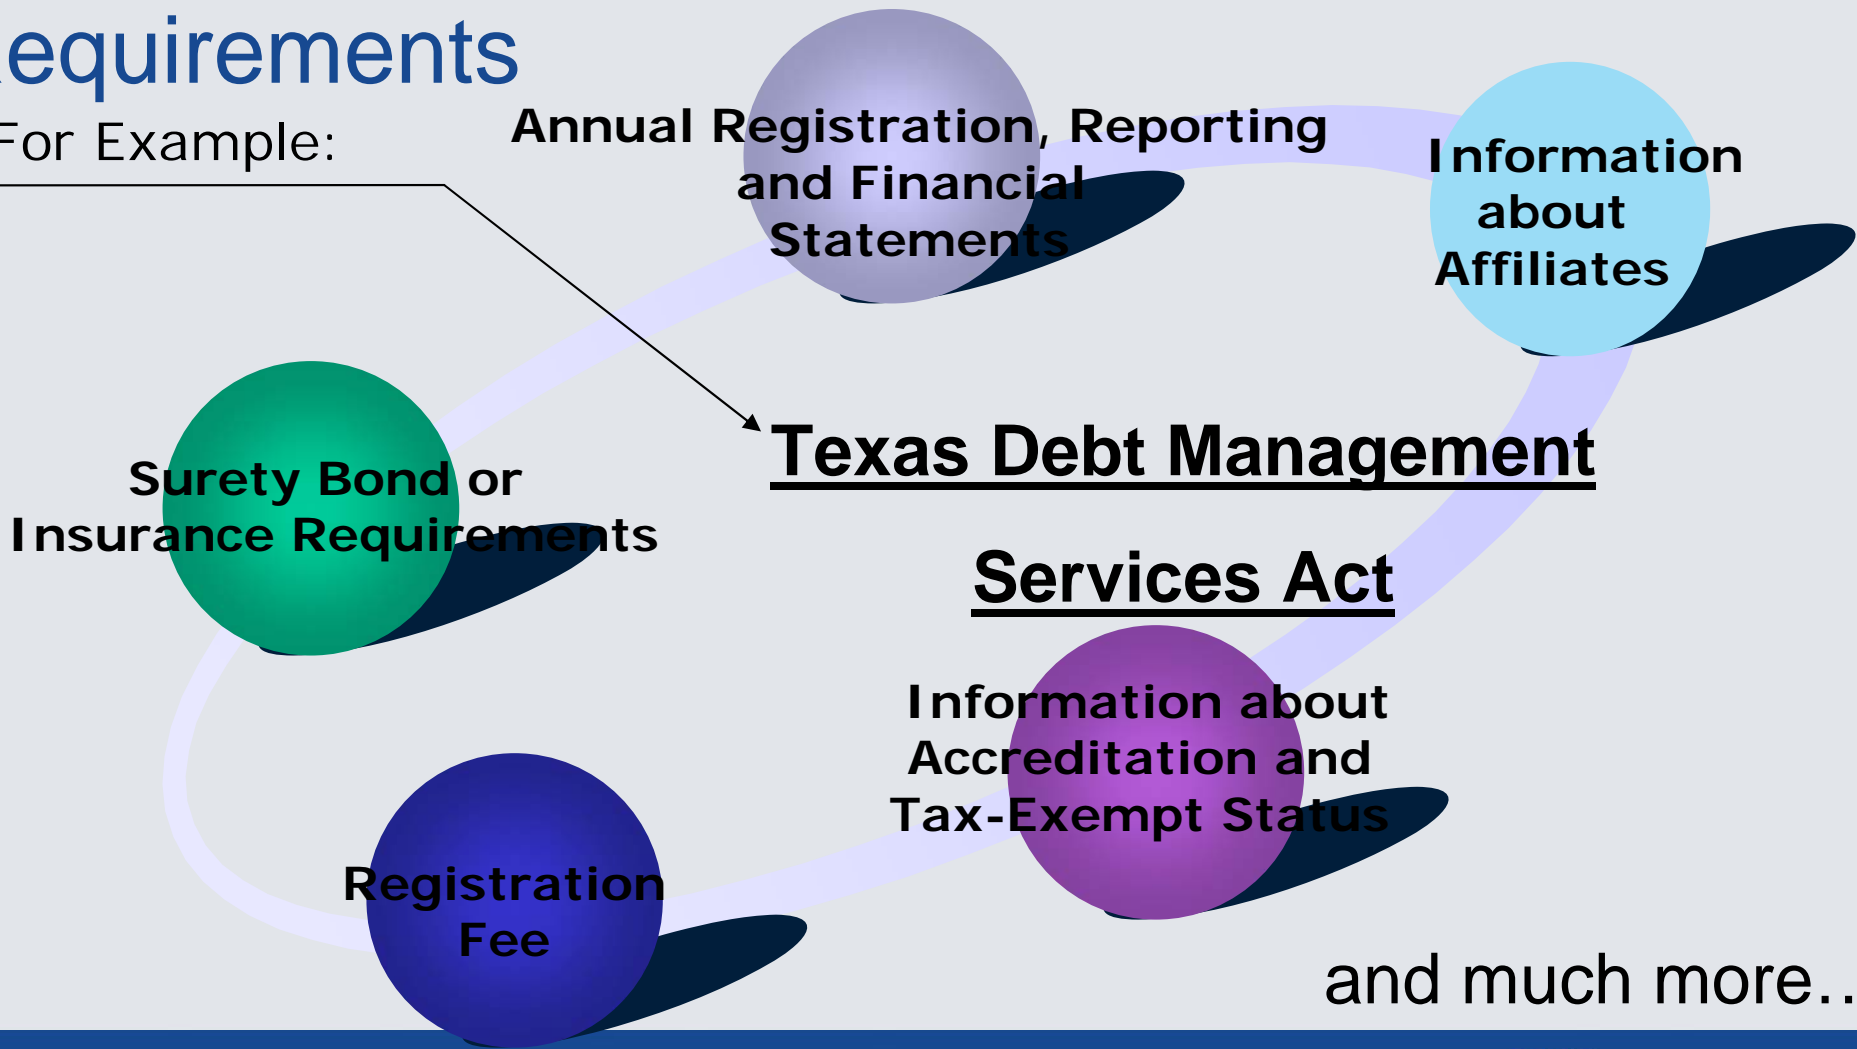 equirements
For Example:
Annual Registration, Reporting
and Financial
Statements
Information
about
Affiliates
Texas Debt Management
Services Act
Surety Bond or
Insurance Requirements
Information about
Accreditation and
Tax-Exempt Status
Registration
Fee
and much more..